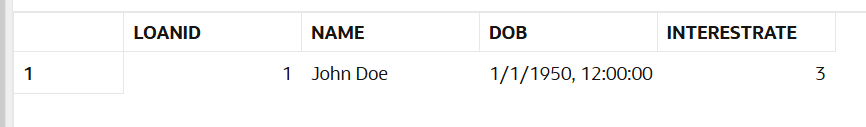 LOANID NAME DOB INTERESTRATE
1 1 John Doe 1/1/1950, 12:00:00 3